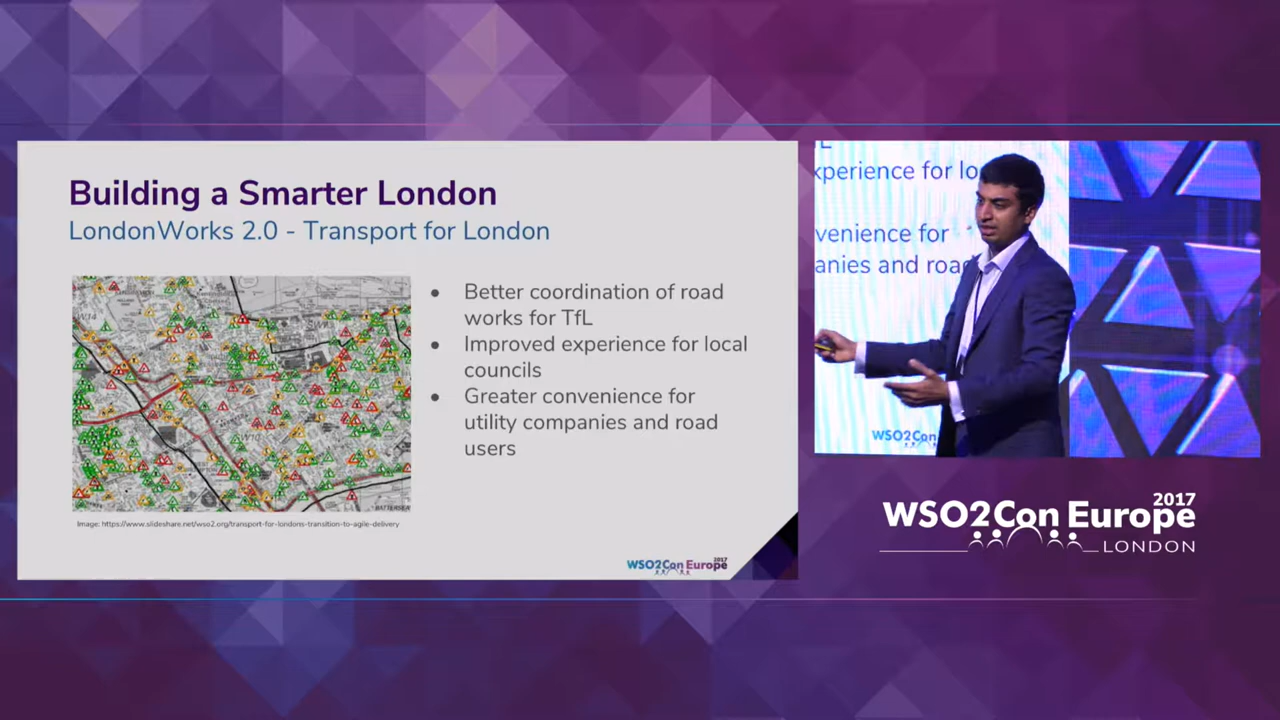 Building a Smarter London
LondonWorks 2.0 - Transport for London
● Better coordination of road
works for TfL
● Improved experience for local
councils
● Greater convenience for
utility companies and road
users
Image: https://www.slideshare.net/wso2.org/transport-for-londons-transition-to-agile-delivery
WSO2Con Europe 2017
xperience for lo
venience for
anies and road
WSO2Con
2017
WSO2Con Europe
LONDON
W14
W10
BATTERSEA